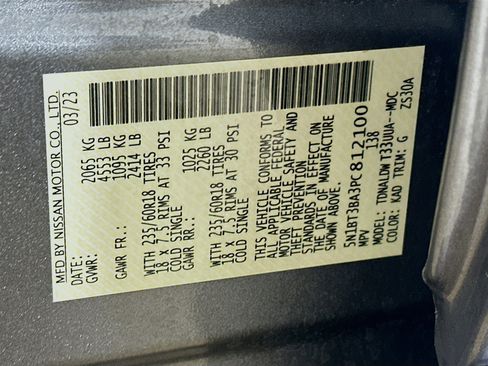 MFD BY NISSAN MOTOR CO., LTD.
DATE: 03/23
GVWR: 2065 KG
4553 LB
GAWR FR.: 1095 KG
2414 LB
WITH 235/60R18 TIRES
18 x 7.5 RIMS AT 33 PSI
COLD SINGLE
GAWR RR.: 1025 KG
2260 LB
WITH 235/60R18 TIRES
18 x 7.5 RIMS AT 30 PSI
COLD SINGLE
THIS VEHICLE CONFORMS TO
ALL APPLICABLE FEDERAL
MOTOR VEHICLE SAFETY AND
THEFT PREVENTION
STANDARDS IN EFFECT ON
THE DATE OF MANUFACTURE
SHOWN ABOVE.
5N1BT3BA3PC812100
MPV 138
MODEL: TDNALDW T33QUA--MDC
COLOR: KAD TRIM: G ZS30A